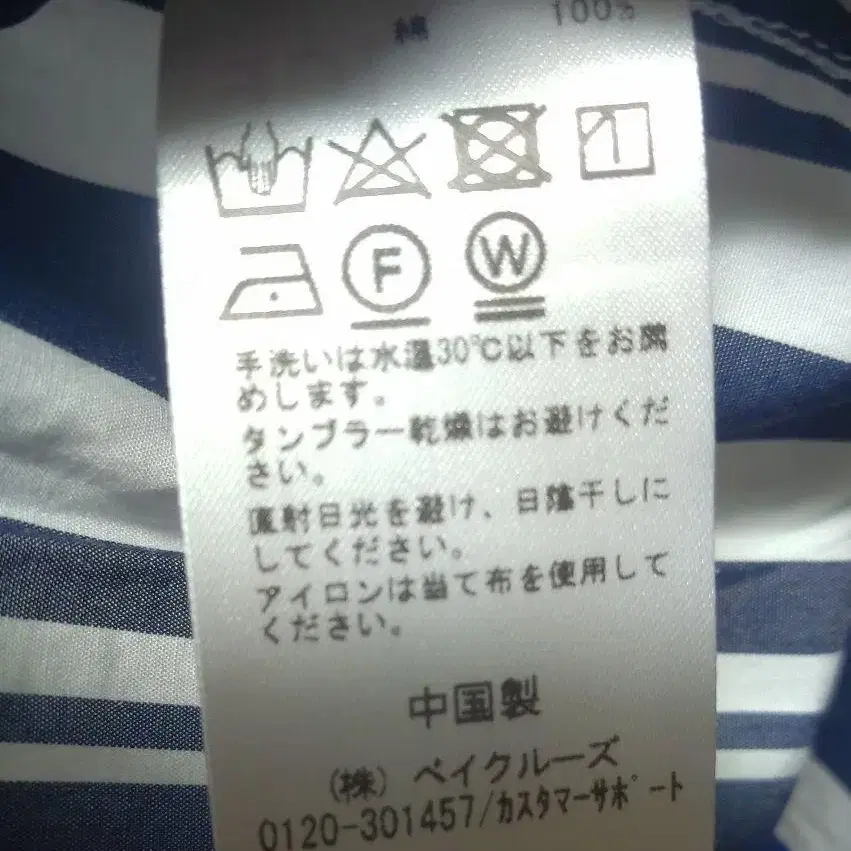 綿 100%
F W
手洗いは水温30℃以下をお薦
めします。
タンブラー乾燥はお避けくだ
さい。
直射日光を避け、日陰干しに
してください。
アイロンは当て布を使用して
ください。
中国製
(株) ベイクルーズ
0120-301457/カスタマーサポート